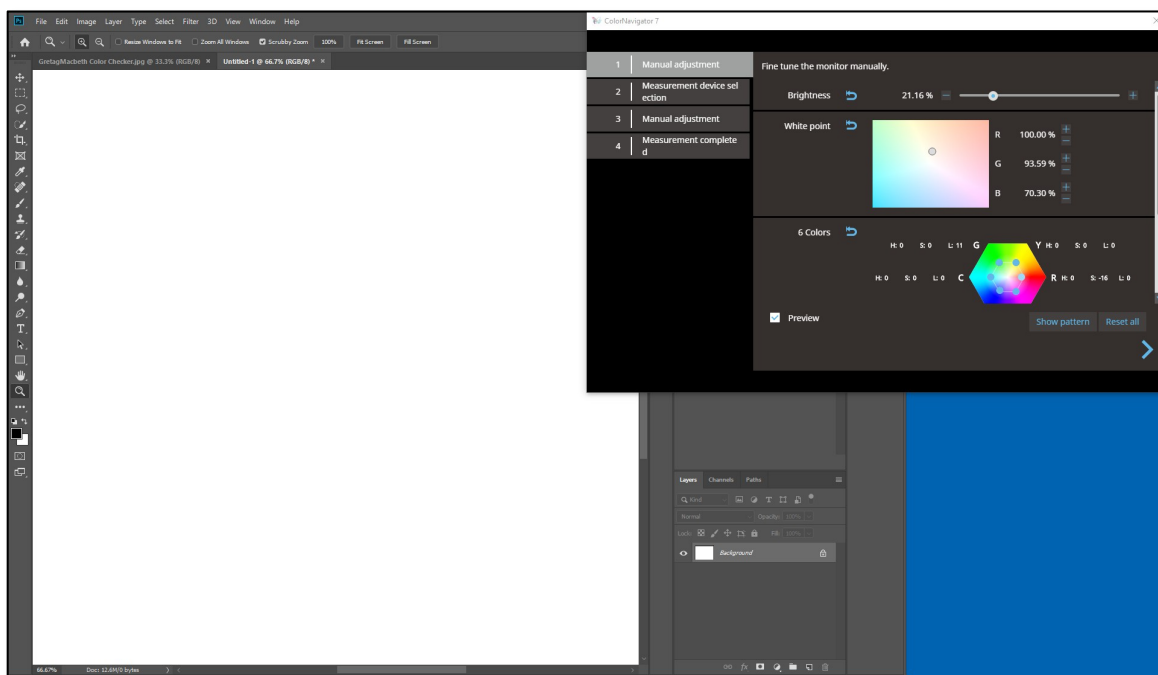 Ps File Edit Image Layer Type Select Filter 3D View Window Help
Resize Windows to Fit Zoom All Windows Scrubby Zoom 100% Fit Screen Fill Screen
GretagMacbeth Color Checker.jpg @ 33.3% (RGB/8) × Untitled-1 @ 66.7% (RGB/8) * ×
ColorNavigator 7
1 Manual adjustment
2 Measurement device sel
ection
3 Manual adjustment
4 Measurement complete
d
Fine tune the monitor manually.
Brightness 21.16 %
White point
R 100.00 %
G 93.59 %
B 70.30 %
6 Colors
H: 0 S: 0 L: 11 G Y H: 0 S: 0 L: 0
H: 0 S: 0 L: 0 C R H: 0 S: -16 L: 0
Preview
Show pattern Reset all
Layers Channels Paths
Kind
Normal Opacity: 100%
Lock: Fill: 100%
Background
66.67% Doc: 12.6M/0 bytes